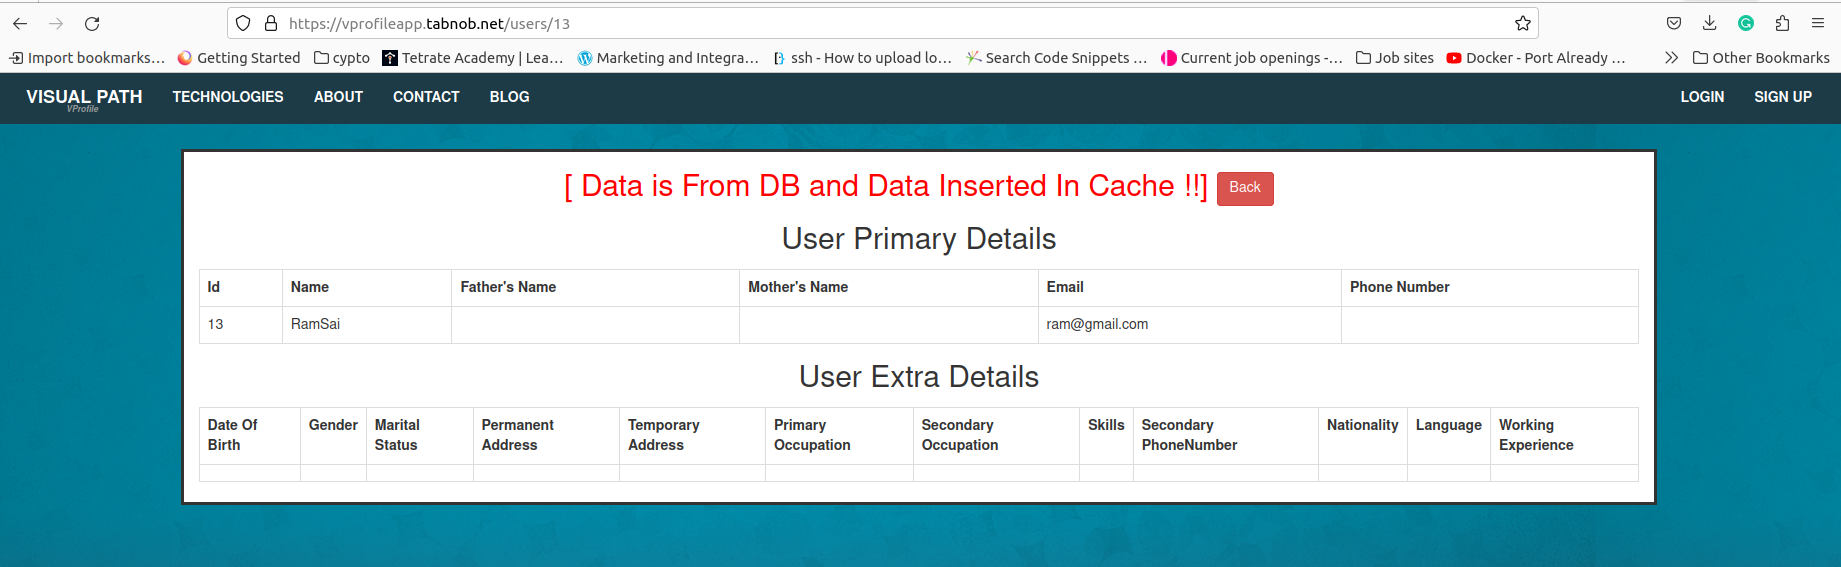 https://vprofileapp.tabnob.net/users/13
Import bookmarks... Getting Started cypto Tetrate Academy | Lea... Marketing and Integra... ssh - How to upload lo... Search Code Snippets ... Current job openings -... Job sites Docker - Port Already ... Other Bookmarks
VISUAL PATH TECHNOLOGIES ABOUT CONTACT BLOG LOGIN SIGN UP
VProfile
[ Data is From DB and Data Inserted In Cache !!] Back
User Primary Details
Id Name Father's Name Mother's Name Email Phone Number
13 RamSai ram@gmail.com
User Extra Details
Date Of Birth Gender Marital Status Permanent Address Temporary Address Primary Occupation Secondary Occupation Skills Secondary PhoneNumber Nationality Language Working Experience